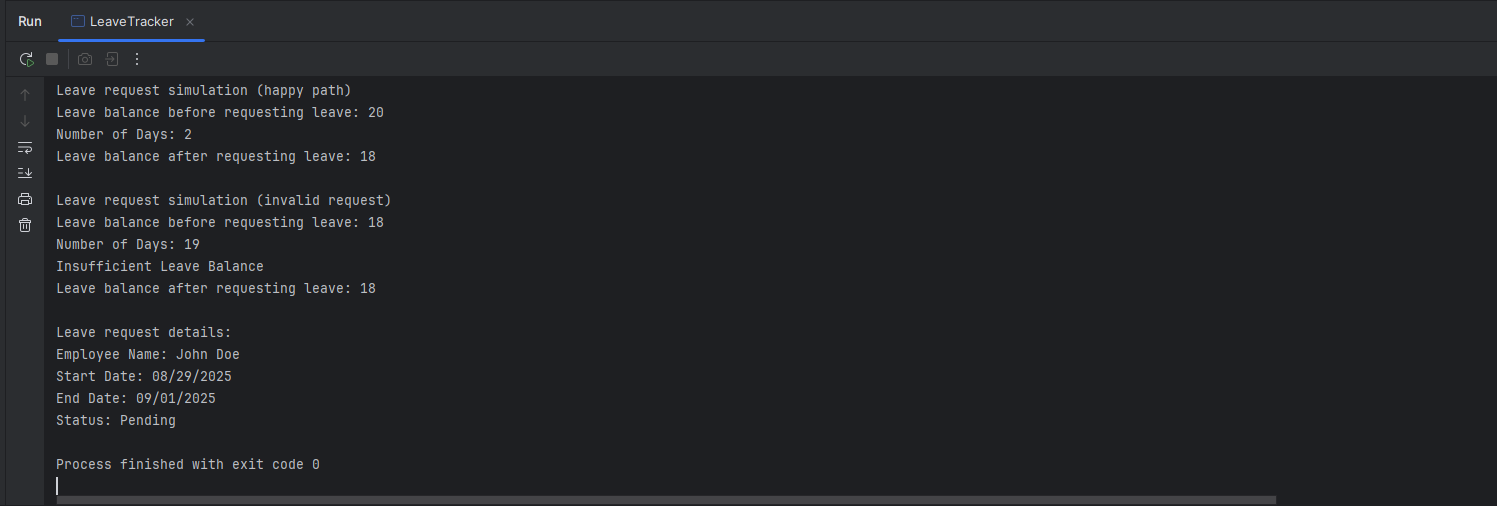 Run LeaveTracker
Leave request simulation (happy path)
Leave balance before requesting leave: 20
Number of Days: 2
Leave balance after requesting leave: 18
Leave request simulation (invalid request)
Leave balance before requesting leave: 18
Number of Days: 19
Insufficient Leave Balance
Leave balance after requesting leave: 18
Leave request details:
Employee Name: John Doe
Start Date: 08/29/2025
End Date: 09/01/2025
Status: Pending
Process finished with exit code 0